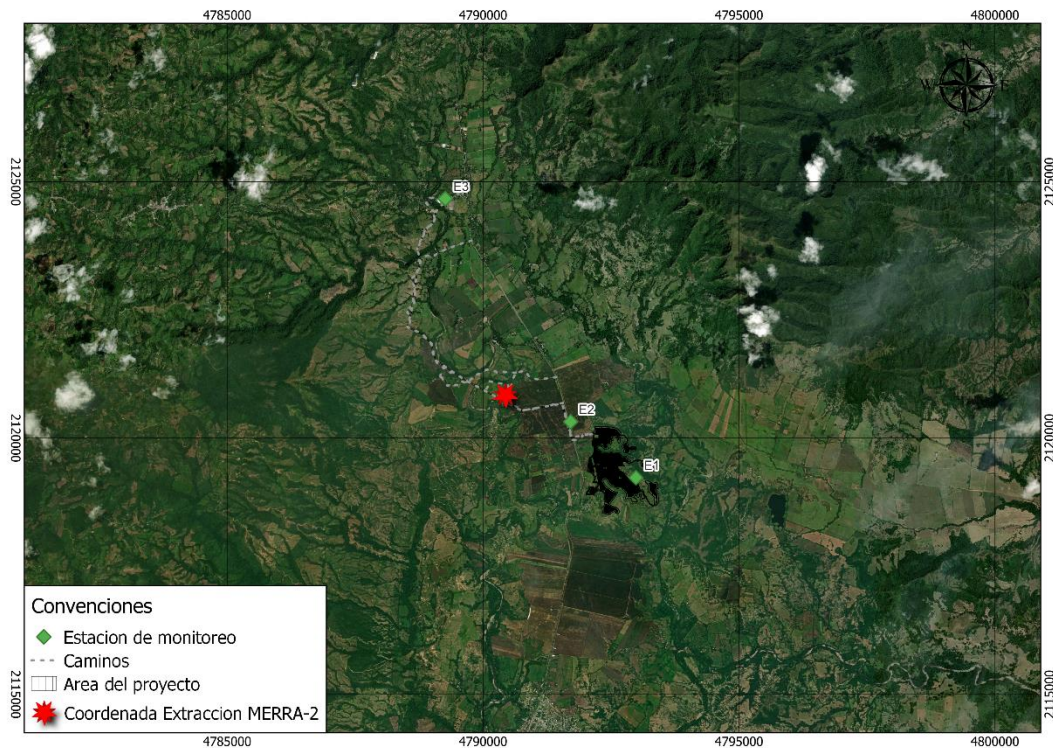 4785000 4790000 4795000 4800000
N
W E
2125000 2125000
E3
E2
2120000 2120000
E1
Convenciones
Estacion de monitoreo
Caminos
Area del proyecto
Coordenada Extraccion MERRA-2
2115000 2115000
4785000 4790000 4795000 4800000